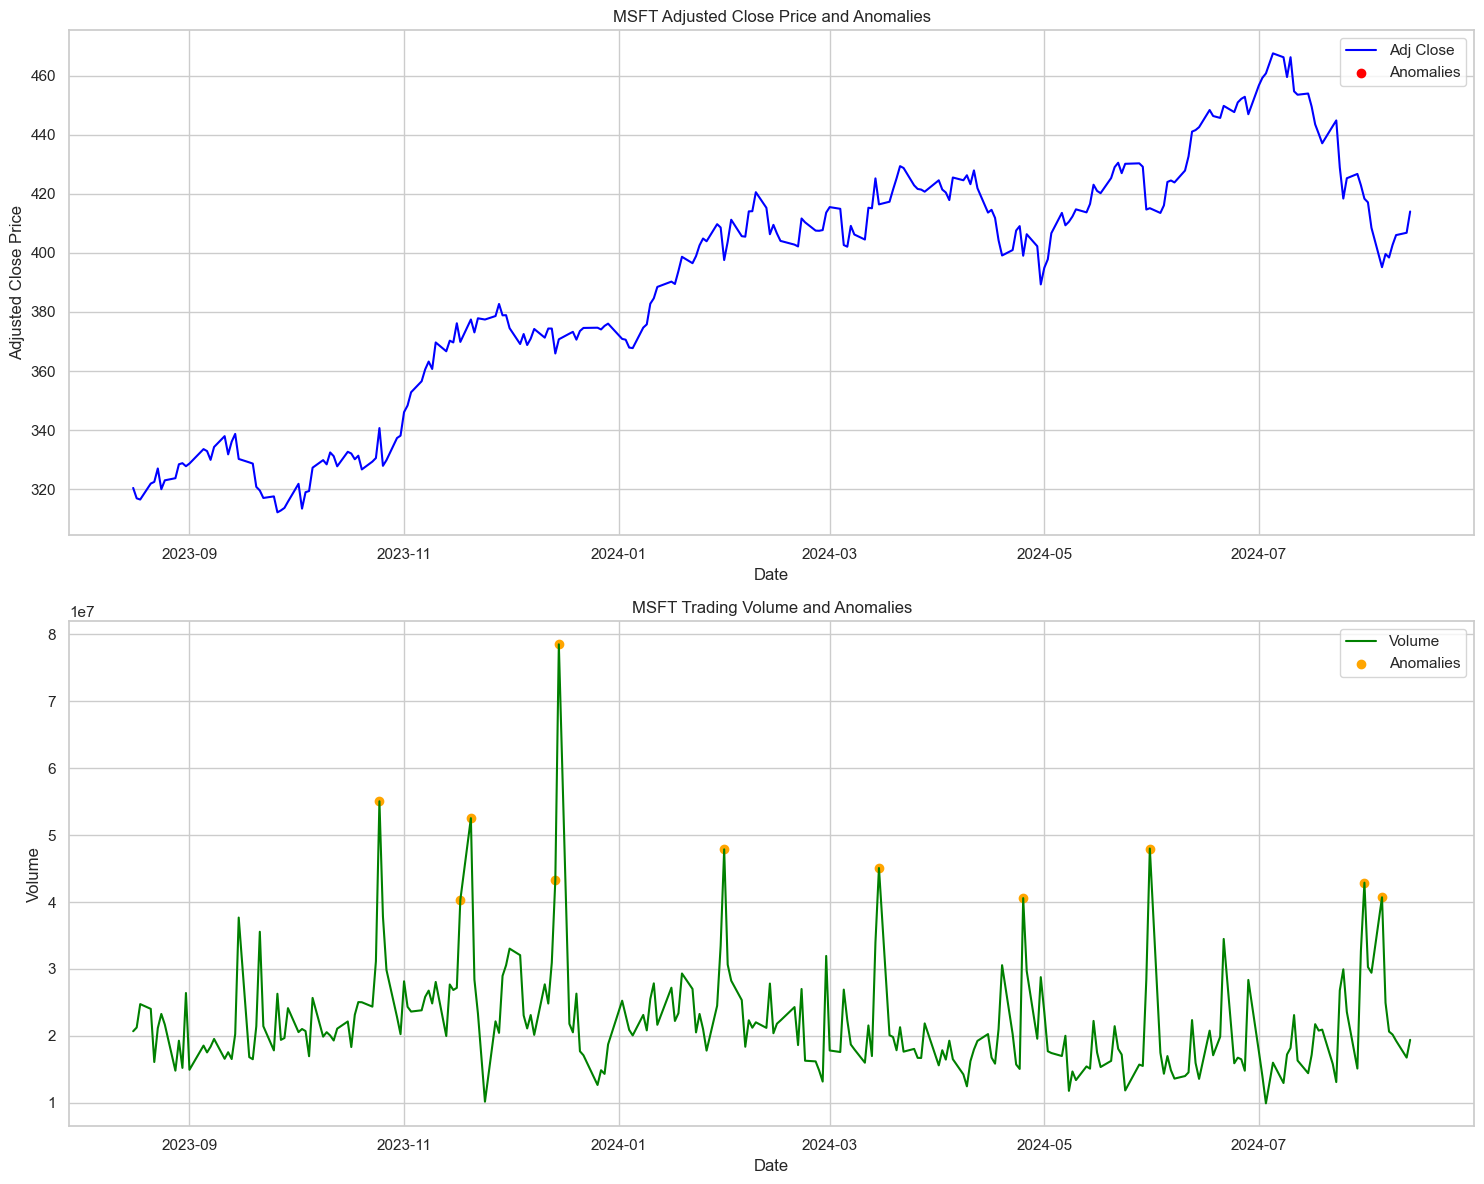 MSFT Adjusted Close Price and Anomalies
Adj Close
Anomalies
460
440
420
400
380
360
340
320
Adjusted Close Price
2023-09
2023-11
2024-01
2024-03
2024-05
2024-07
Date
1e7
MSFT Trading Volume and Anomalies
Volume
Anomalies
8
7
6
5
4
3
2
1
Volume
2023-09
2023-11
2024-01
2024-03
2024-05
2024-07
Date